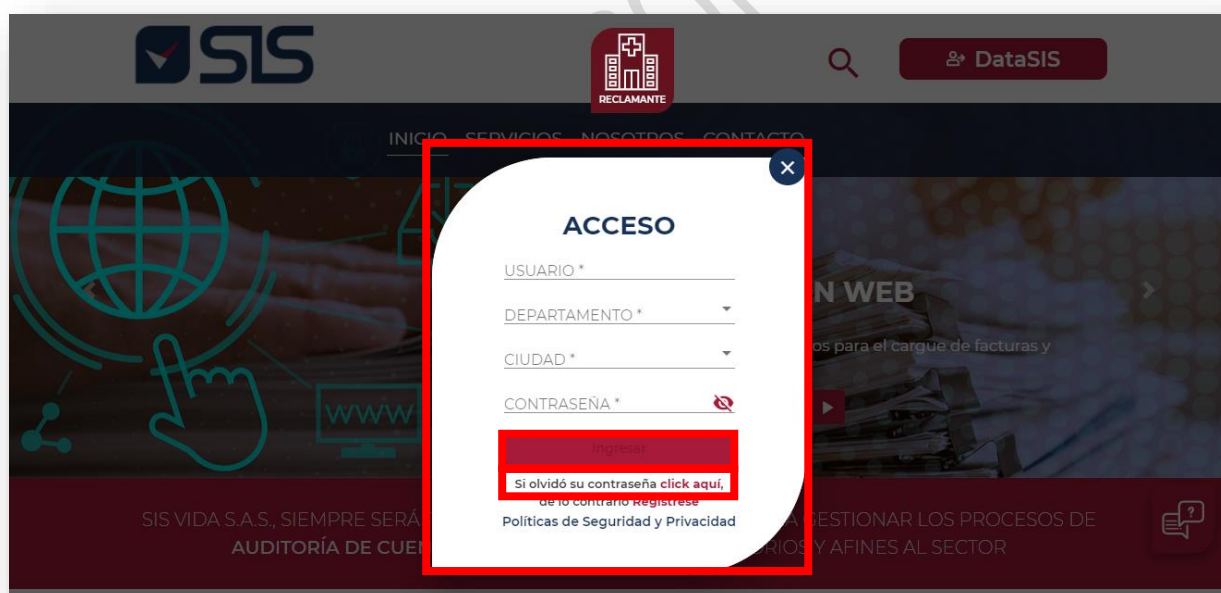 SIS
RECLAMANTE
DataSIS
INICIO SERVICIOS NOSOTROS CONTACTO
ACCESO
USUARIO *
DEPARTAMENTO *
CIUDAD *
CONTRASEÑA *
Ingresar
Si olvidó su contraseña click aquí,
de lo contrario Regístrese
Políticas de Seguridad y Privacidad
N WEB
os para el cargue de facturas y
WWW
SIS VIDA S.A.S., SIEMPRE SERÁ
GESTIONAR LOS PROCESOS DE
AUDITORÍA DE CUE
RIOS Y AFINES AL SECTOR